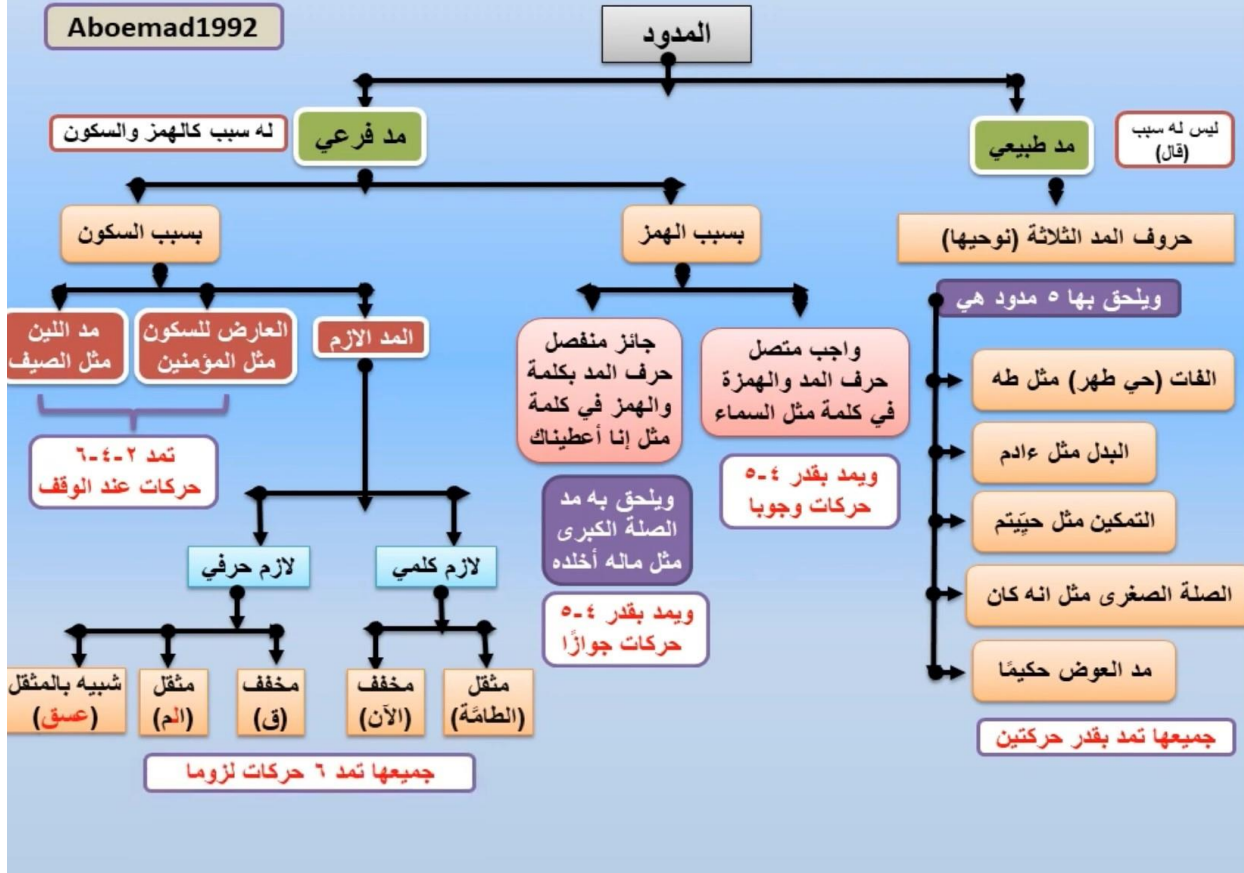 Aboemad1992
المدود
ليس له سبب
(قال)
مد طبيعي
مد فرعي
له سبب كالهمز والسكون
حروف المد الثلاثة (نوحيها)
ويلحق بها ٥ مدود هي
الفات (حي طهر) مثل طه
البدل مثل ءادم
التمكين مثل حيَِيتم
الصلة الصغرى مثل انه كان
مد العوض حكيمًا
جميعها تمد بقدر حركتين
بسبب الهمز
واجب متصل
حرف المد والهمزة
في كلمة مثل السماء
ويمد بقدر ٤-٥
حركات وجوبا
جائز منفصل
حرف المد بكلمة
والهمز في كلمة
مثل إنا أعطيناك
ويلحق به مد
الصلة الكبرى
مثل ماله أخلده
ويمد بقدر ٤-٥
حركات جوازًا
بسبب السكون
المد الازم
العارض للسكون
مثل المؤمنين
مد اللين
مثل الصيف
تمد ٢-٤-٦
حركات عند الوقف
لازم كلمي
لازم حرفي
مثقل
(الطامَّة)
مخفف
(الآن)
مخفف
(ق)
مثقل
(الم)
شبيه بالمثقل
(عسق)
جميعها تمد ٦ حركات لزوما